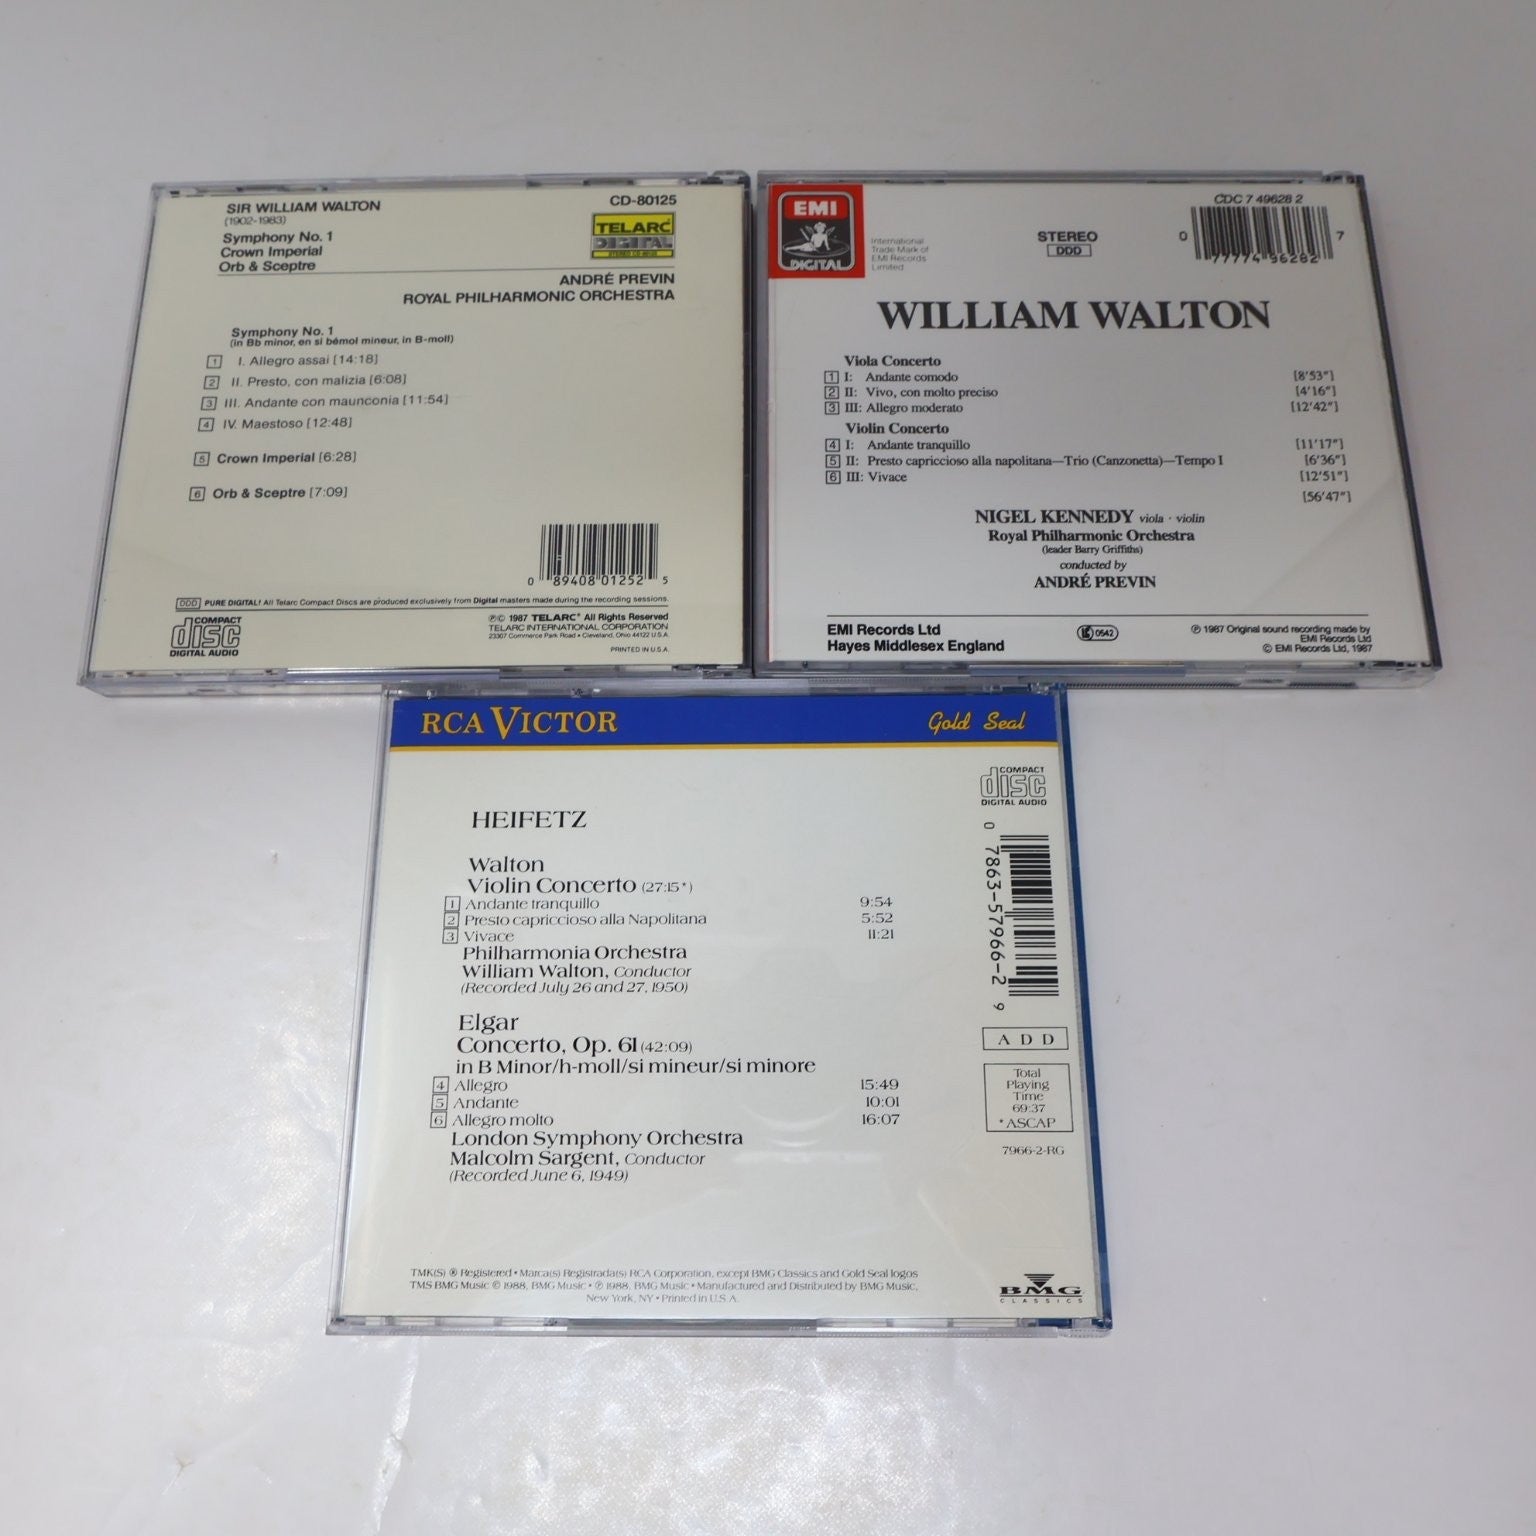 SIR WILLIAM WALTON
(1902-1983)
Symphony No. 1
Crown Imperial
Orb & Sceptre
CD-80125
TELARC
DIGITAL
ANDRÉ PREVIN
ROYAL PHILHARMONIC ORCHESTRA
Symphony No. 1
(in Bb minor, en si bémol mineur, in B-moll)
1 I. Allegro assai [14:18]
2 II. Presto, con malizia [6:08]
3 III. Andante con maunconia [11:54]
4 IV. Maestoso [12:48]
5 Crown Imperial [6:28]
6 Orb & Sceptre [7:09]
0 89408 01252 5
DDD PURE DIGITAL! All Telarc Compact Discs are produced exclusively from Digital masters made during the recording sessions.
COMPACT
disc
DIGITAL AUDIO
℗© 1987 TELARC® All Rights Reserved
TELARC INTERNATIONAL CORPORATION
23307 Commerce Park Road • Cleveland, Ohio 44122 U.S.A.
PRINTED IN U.S.A.
EMI
DIGITAL
International
Trade Mark of
EMI Records
Limited
STEREO
DDD
CDC 7 49628 2
0 77774 96282 7
WILLIAM WALTON
Viola Concerto
1 I: Andante comodo [8'53"]
2 II: Vivo, con molto preciso [4'16"]
3 III: Allegro moderato [12'42"]
Violin Concerto
4 I: Andante tranquillo [11'17"]
5 II: Presto capriccioso alla napolitana—Trio (Canzonetta)—Tempo I [6'36"]
6 III: Vivace [12'51"]
[56'47"]
NIGEL KENNEDY viola · violin
Royal Philharmonic Orchestra
(leader Barry Griffiths)
conducted by
ANDRÉ PREVIN
EMI Records Ltd
Hayes Middlesex England
0542
℗ 1987 Original sound recording made by
EMI Records Ltd
© EMI Records Ltd, 1987
RCA VICTOR
Gold Seal
COMPACT
disc
DIGITAL AUDIO
HEIFETZ
Walton
Violin Concerto (27:15*)
1 Andante tranquillo 9:54
2 Presto capriccioso alla Napolitana 5:52
3 Vivace 11:21
Philharmonia Orchestra
William Walton, Conductor
(Recorded July 26 and 27, 1950)
Elgar
Concerto, Op. 61 (42:09)
in B Minor/h-moll/si mineur/si minore
4 Allegro 15:49
5 Andante 10:01
6 Allegro molto 16:07
London Symphony Orchestra
Malcolm Sargent, Conductor
(Recorded June 6, 1949)
0 7863-57966-2 9
A D D
Total
Playing
Time
69:37
*ASCAP
7966-2-RG
TMK(S) ® Registered • Marca(s) Registrada(s) RCA Corporation, except BMG Classics and Gold Seal logos
TMS BMG Music © 1988, BMG Music • ℗ 1988, BMG Music • Manufactured and Distributed by BMG Music,
New York, NY • Printed in U.S.A.
BMG
CLASSICS